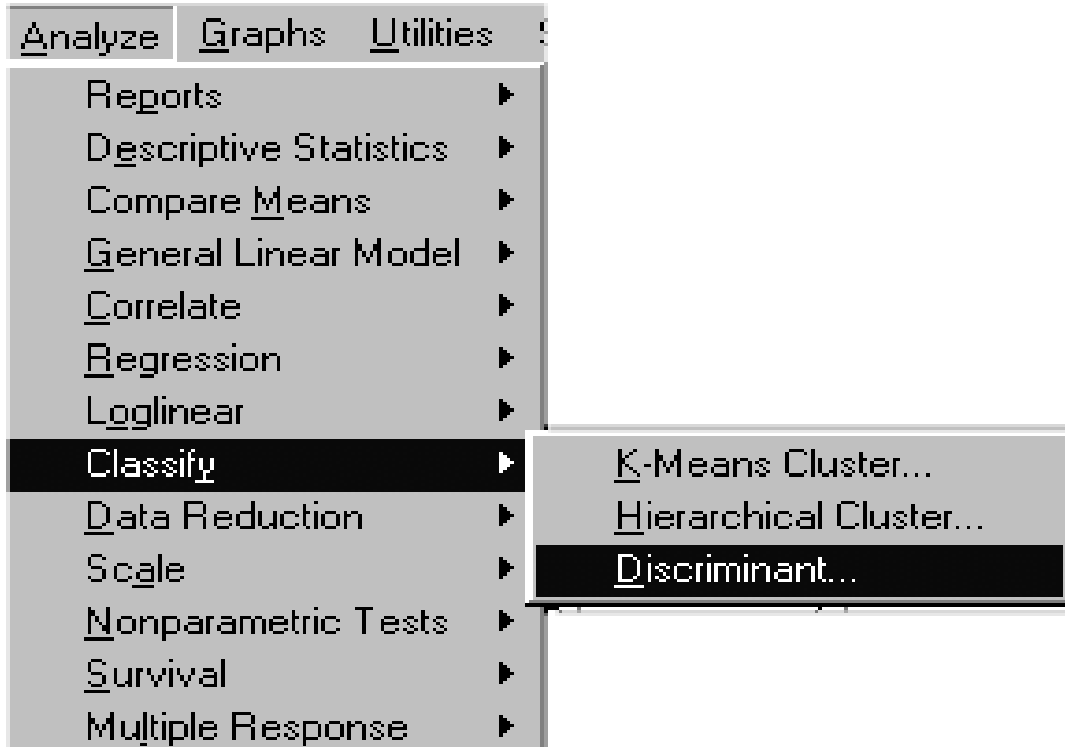 Analyze Graphs Utilities
Reports
Descriptive Statistics
Compare Means
General Linear Model
Correlate
Regression
Loglinear
Classify
K-Means Cluster...
Hierarchical Cluster...
Discriminant...
Data Reduction
Scale
Nonparametric Tests
Survival
Multiple Response